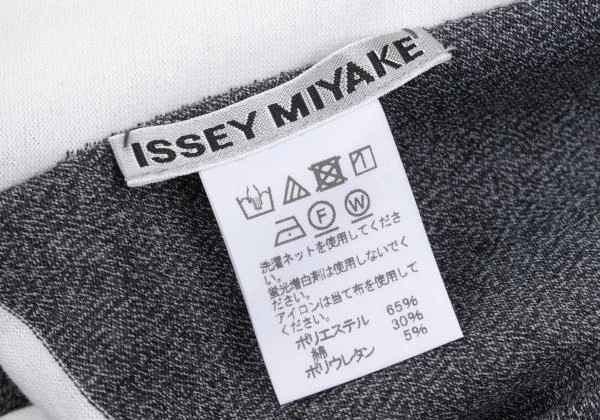 ISSEY MIYAKE
F W
洗濯ネットを使用してくださ
い。
蛍光増白剤は使用しないでく
ださい。
アイロンは当て布を使用して
ください。
ポリエステル 65%
綿 30%
ポリウレタン 5%